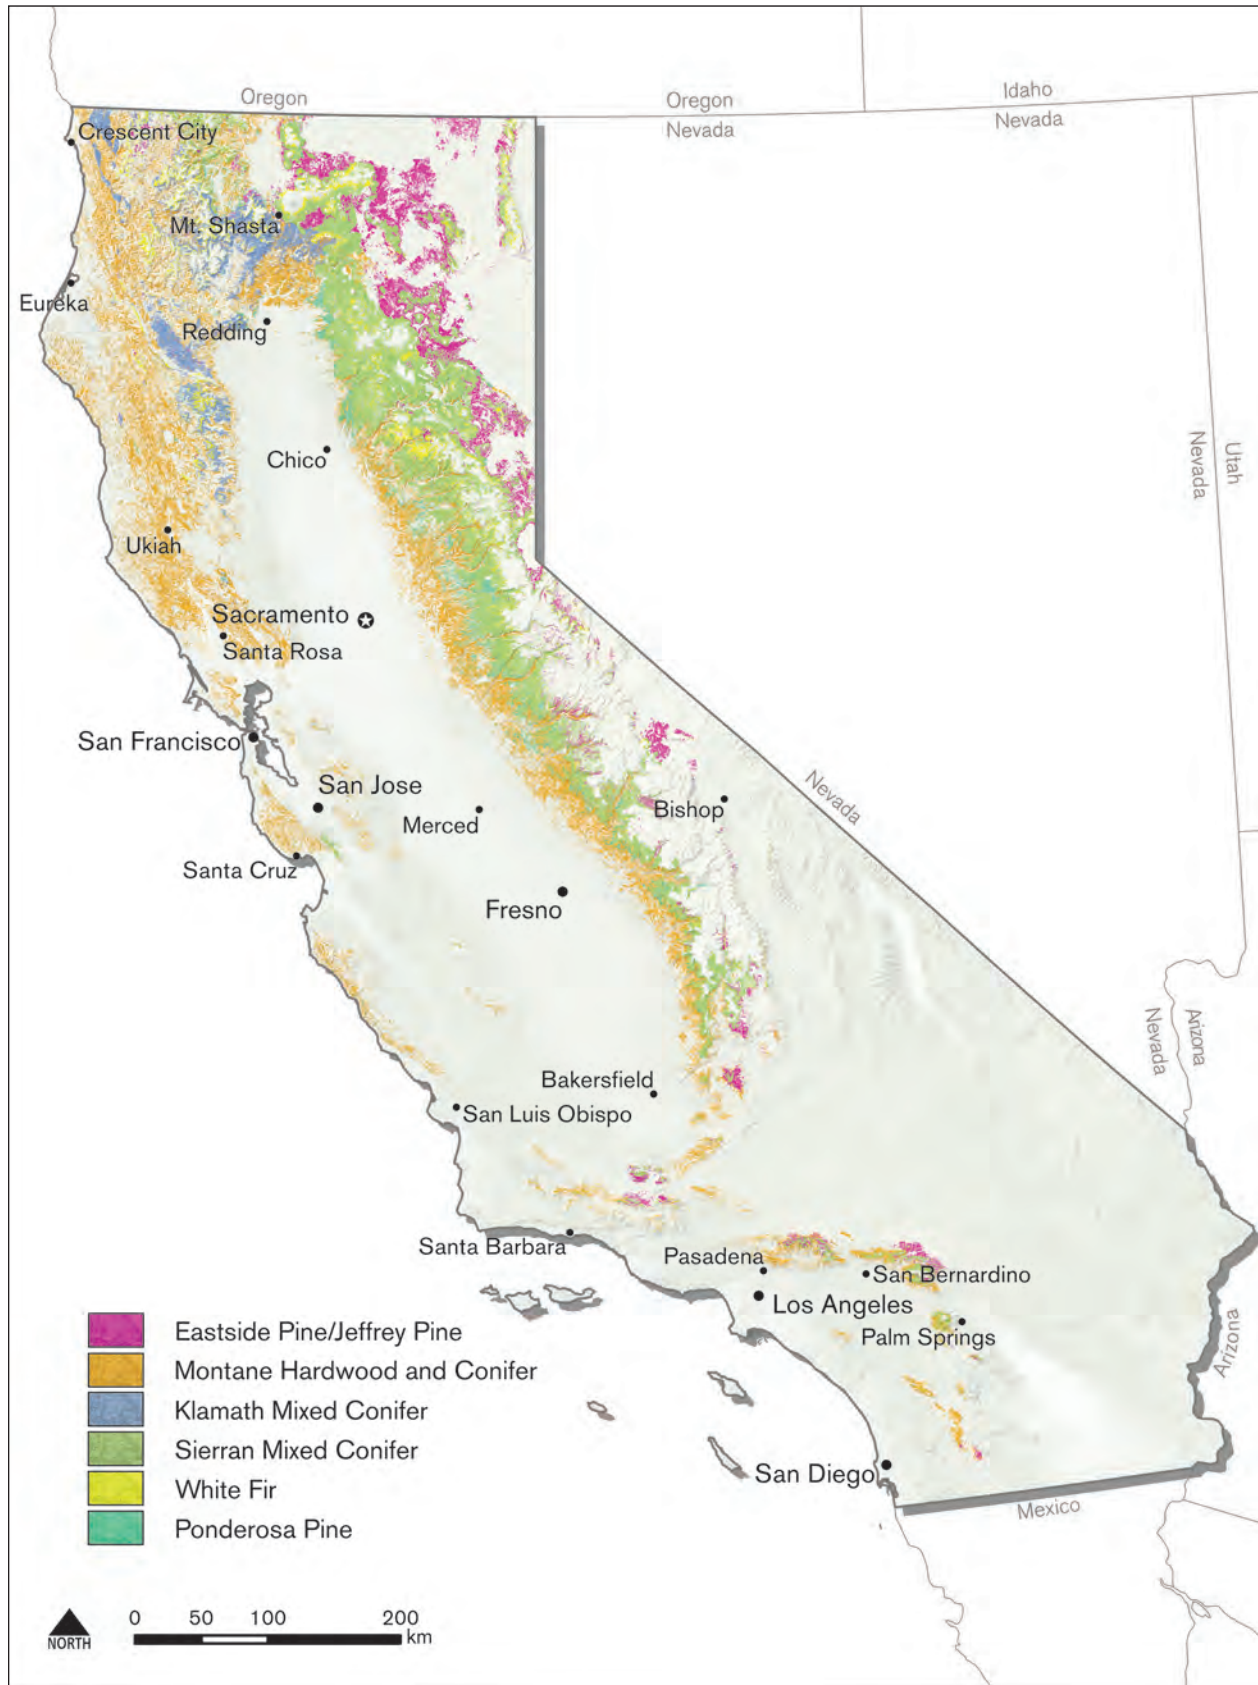 Idaho
Oregon
Oregon
Nevada
Nevada
Crescent City
Mt. Shasta
Eureka
Redding
Chico
Nevada
Utah
Ukiah
Sacramento
Santa Rosa
San Francisco
San Jose
Nevada
Bishop
Merced
Santa Cruz
Fresno
Nevada
Arizona
Bakersfield
San Luis Obispo
Santa Barbara
Pasadena
San Bernardino
Los Angeles
Palm Springs
Arizona
San Diego
Mexico
Eastside Pine/Jeffrey Pine
Montane Hardwood and Conifer
Klamath Mixed Conifer
Sierran Mixed Conifer
White Fir
Ponderosa Pine
NORTH
0 50 100 200
km